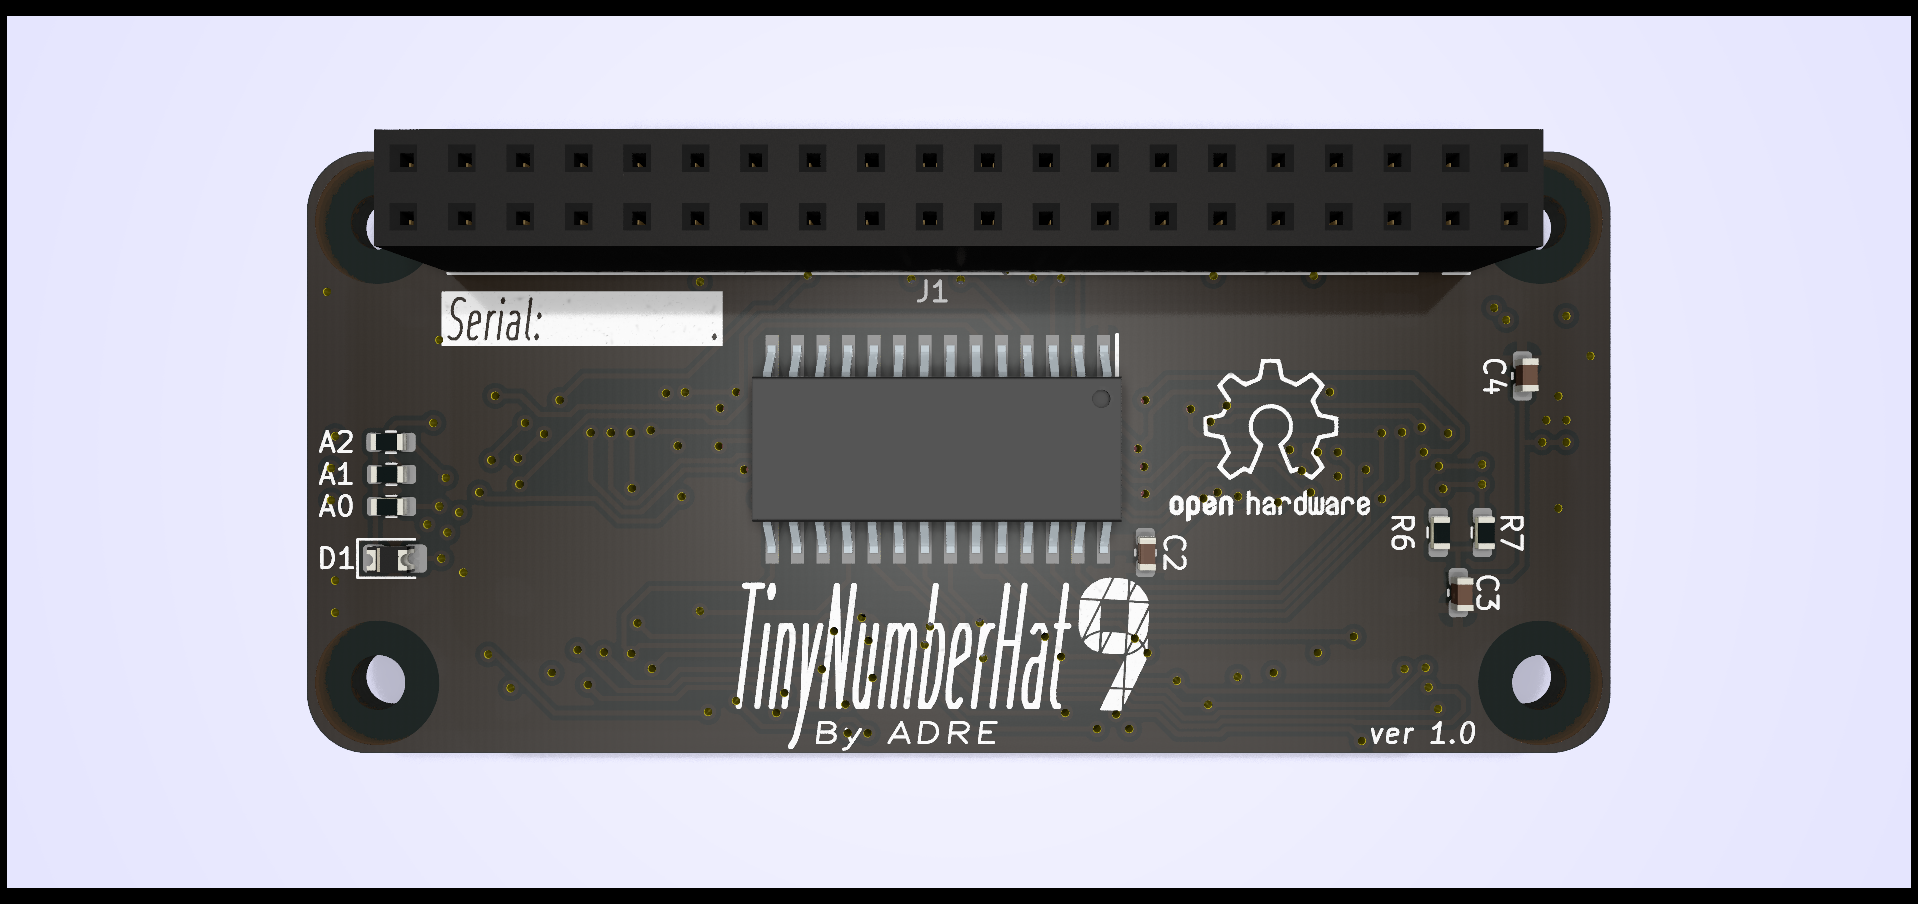 J1
Serial: .
C4
A2
A1
A0
open hardware
R6
R7
D1
C2
C3
TinyNumberHat9
By ADRE
ver 1.0